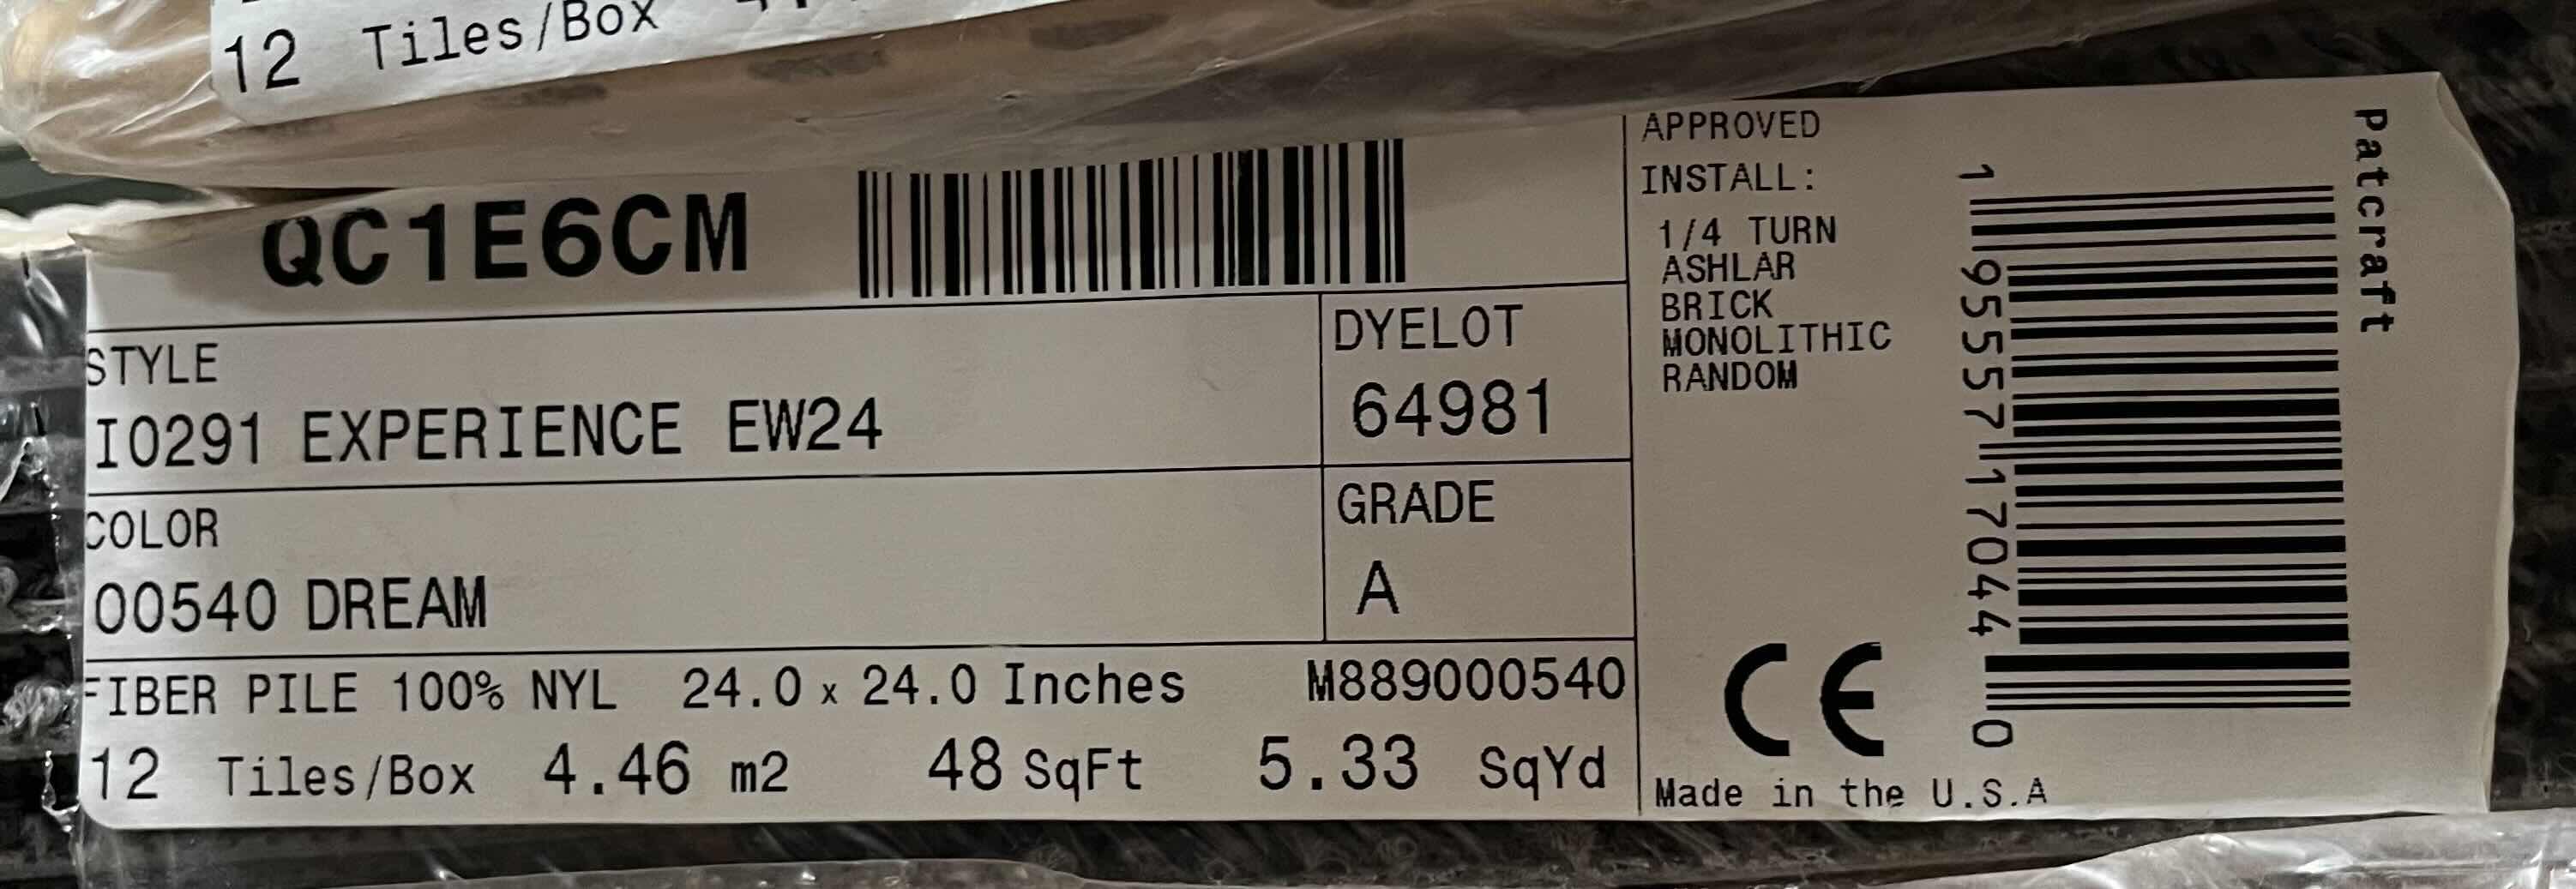 12 Tiles/Box
QC1E6CM
STYLE
I0291 EXPERIENCE EW24
DYELOT
64981
COLOR
00540 DREAM
GRADE
A
FIBER PILE 100% NYL 24.0 x 24.0 Inches M889000540
12 Tiles/Box 4.46 m2 48 SqFt 5.33 SqYd
APPROVED
INSTALL:
1/4 TURN
ASHLAR
BRICK
MONOLITHIC
RANDOM
CE
Made in the U.S.A
1 95557 17044 0
Patcraft